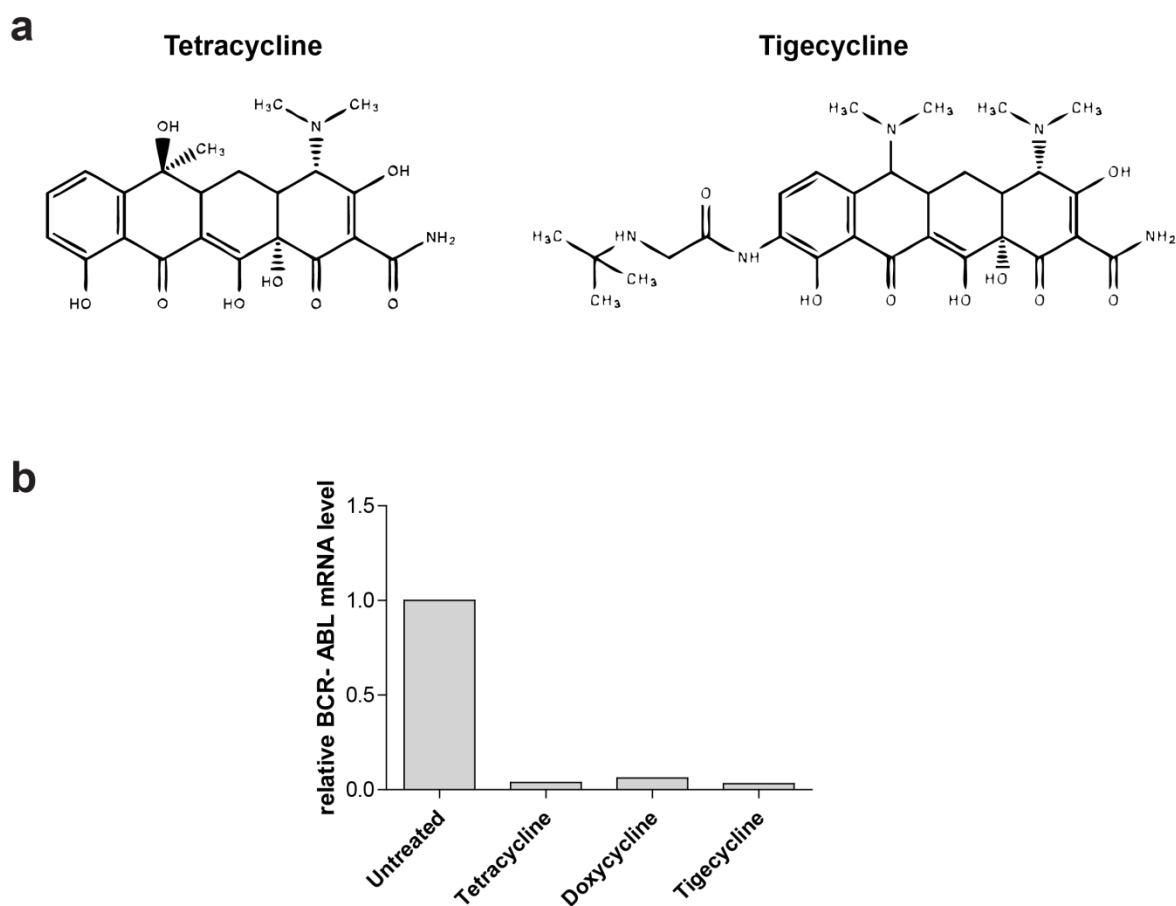 a
Tetracycline
Tigecycline
H₃C CH₃
N
OH
CH₃
OH
NH₂
HO
O
HO
HO
O
O
H₃C CH₃
N
H₃C CH₃
N
O
OH
H₃C
HN
NH
NH₂
CH₃
CH₃
HO
O
HO
HO
O
O
b
relative BCR- ABL mRNA level
1.5
1.0
0.5
0.0
Untreated
Tetracycline
Doxycycline
Tigecycline